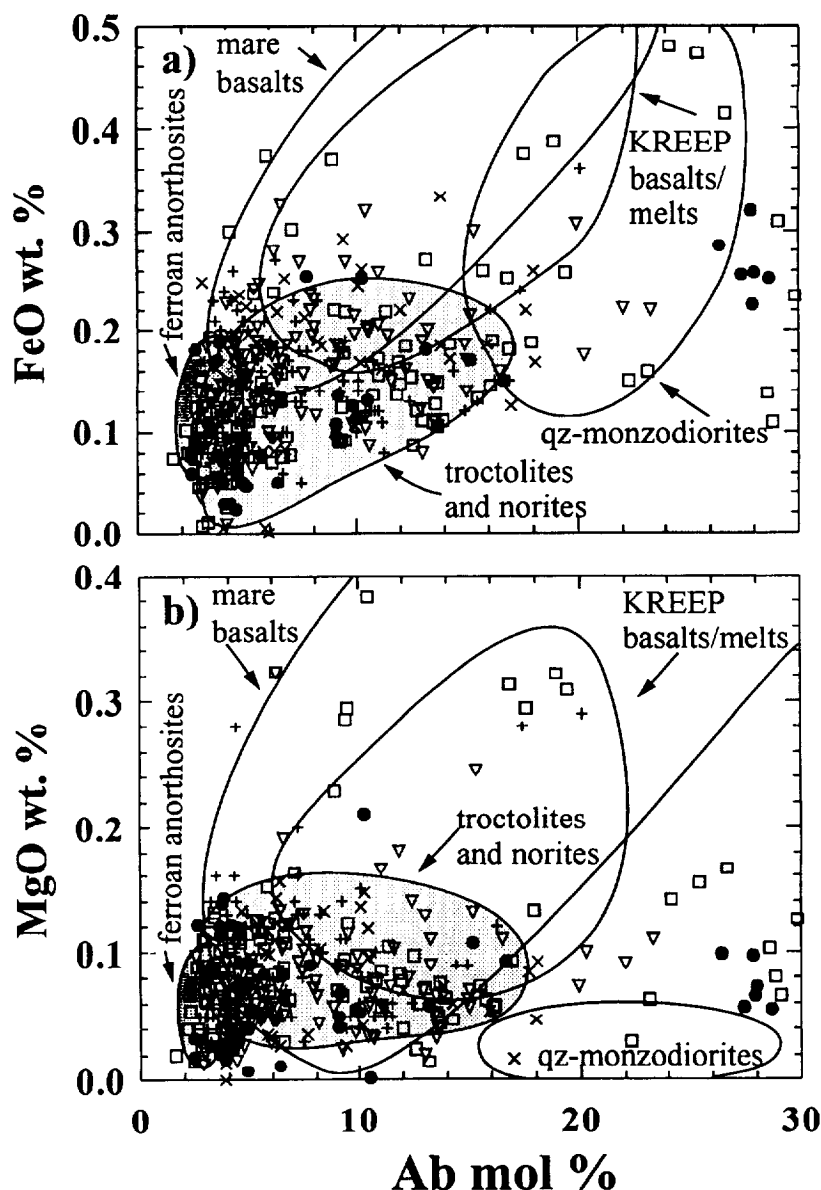 0.5
a)
mare
basalts
ferroan anorthosites
KREEP
basalts/
melts
0.4
0.3
0.2
0.1
0.0
FeO wt. %
qz-monzodiorites
troctolites
and norites
0.4
b)
mare
basalts
KREEP
basalts/melts
ferroan anorthosites
0.3
0.2
0.1
0.0
MgO wt. %
troctolites
and norites
qz-monzodiorites
0 10 20 30
Ab mol %